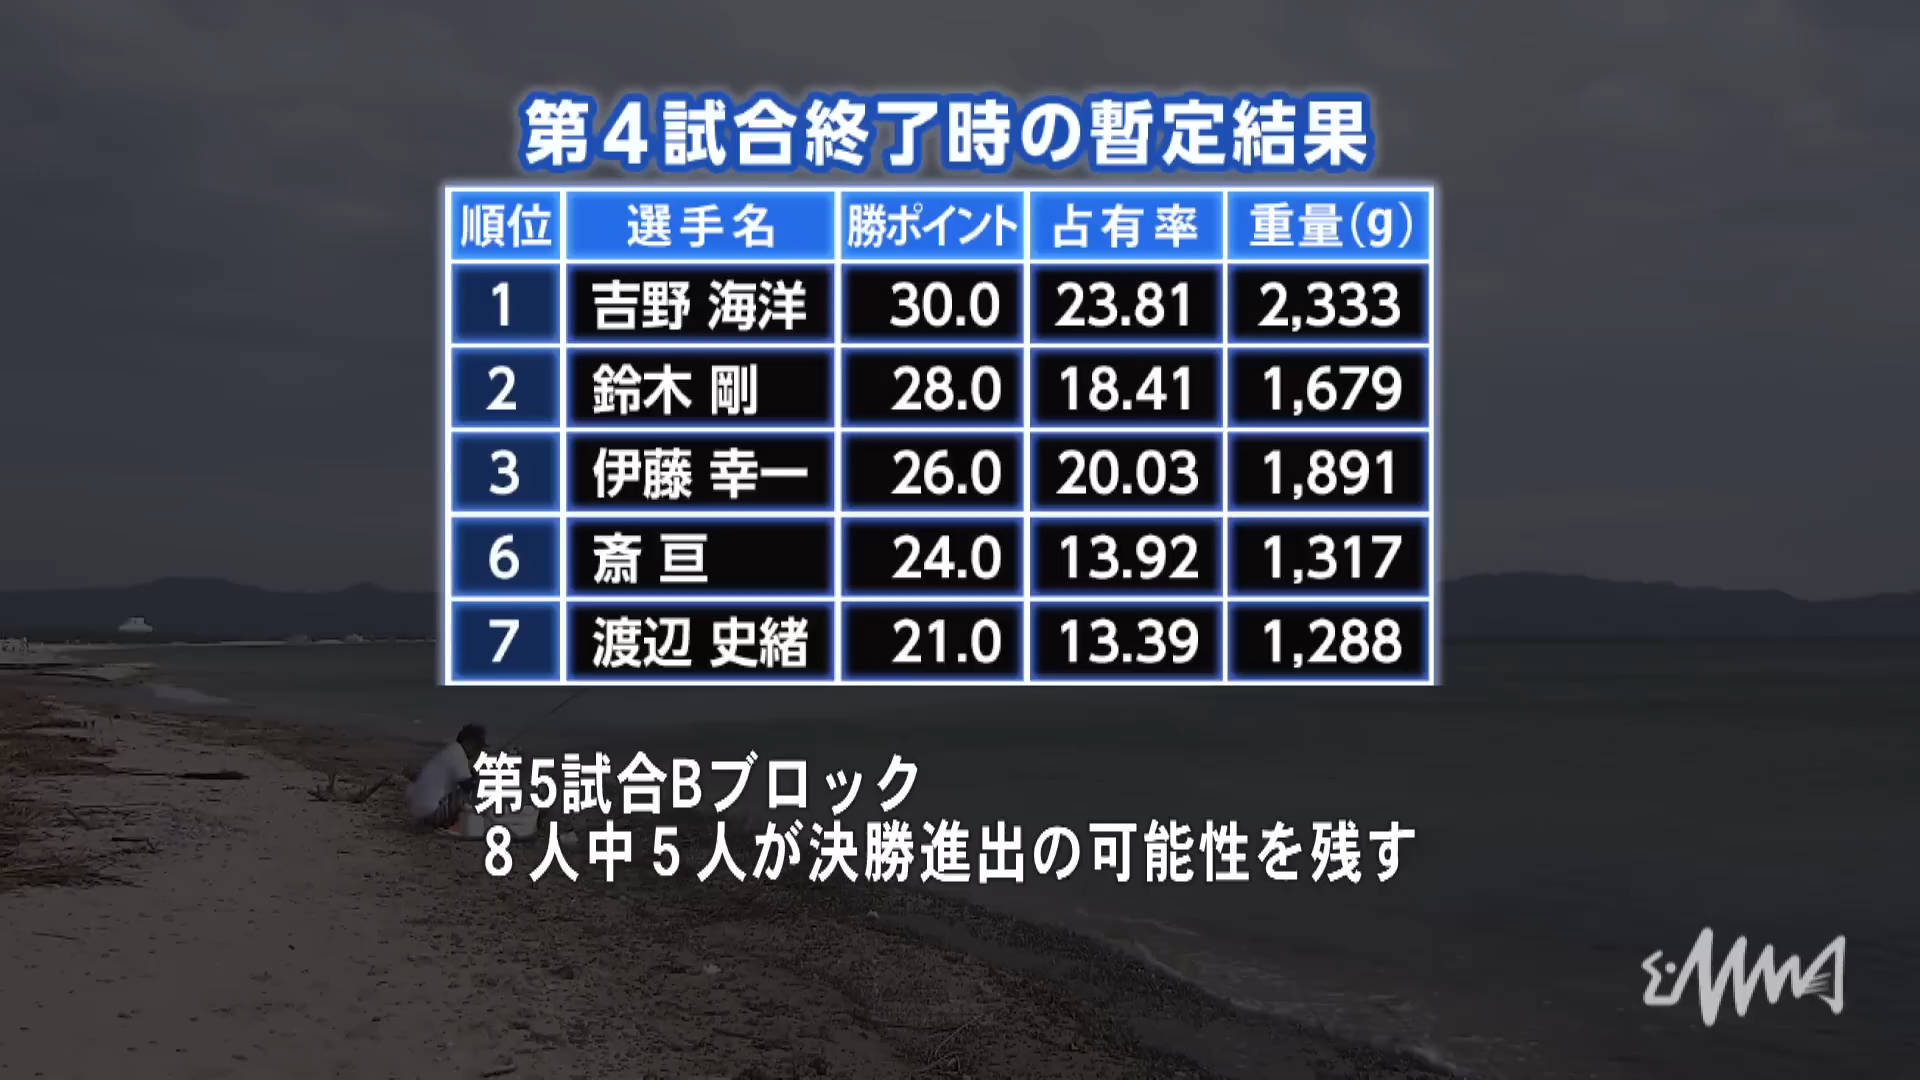 第4試合終了時の暫定結果
順位 選手名 勝ポイント 占有率 重量(g)
1 吉野 海洋 30.0 23.81 2,333
2 鈴木 剛 28.0 18.41 1,679
3 伊藤 幸一 26.0 20.03 1,891
6 斎 亘 24.0 13.92 1,317
7 渡辺 史緒 21.0 13.39 1,288
第5試合Bブロック
8人中5人が決勝進出の可能性を残す